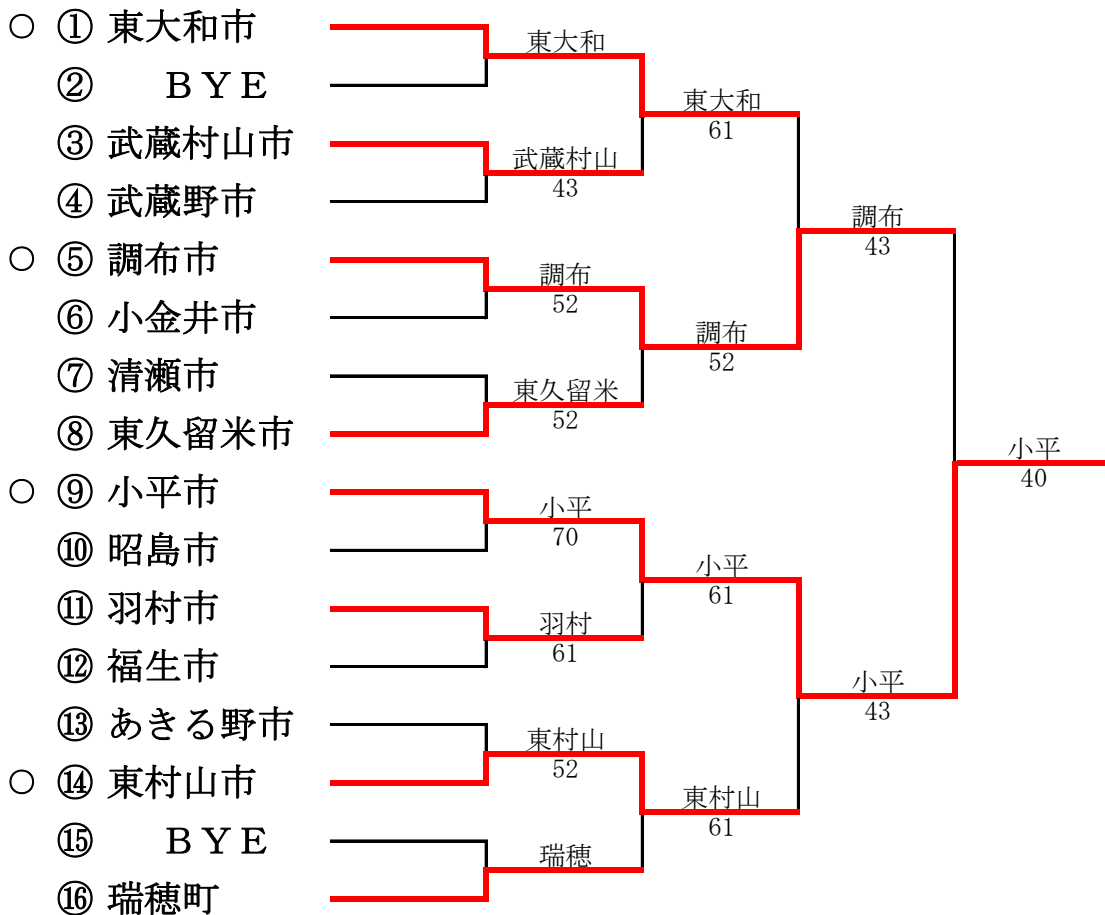 ○ ① 東大和市
② ＢＹＥ
③ 武蔵村山市
④ 武蔵野市
○ ⑤ 調布市
⑥ 小金井市
⑦ 清瀬市
⑧ 東久留米市
○ ⑨ 小平市
⑩ 昭島市
⑪ 羽村市
⑫ 福生市
⑬ あきる野市
○ ⑭ 東村山市
⑮ ＢＹＥ
⑯ 瑞穂町
東大和
武蔵村山
43
調布
52
東久留米
52
小平
70
羽村
61
東村山
52
瑞穂
東大和
61
調布
52
小平
61
東村山
61
調布
43
小平
43
小平
40